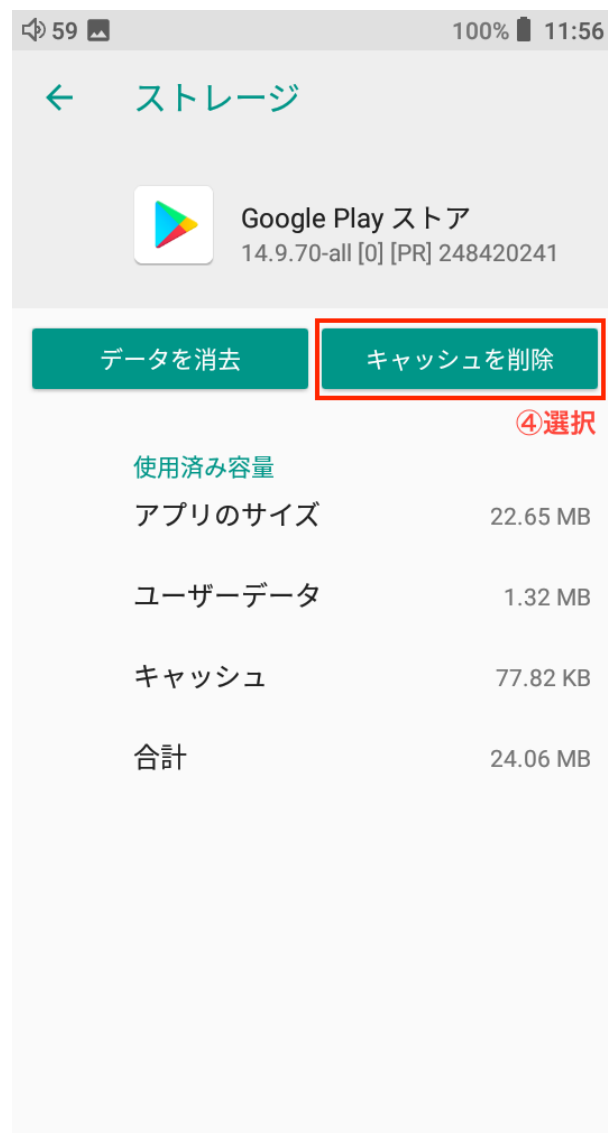 59 100% 11:56
ストレージ
Google Play ストア
14.9.70-all [0] [PR] 248420241
データを消去 キャッシュを削除
④選択
使用済み容量
アプリのサイズ 22.65 MB
ユーザーデータ 1.32 MB
キャッシュ 77.82 KB
合計 24.06 MB